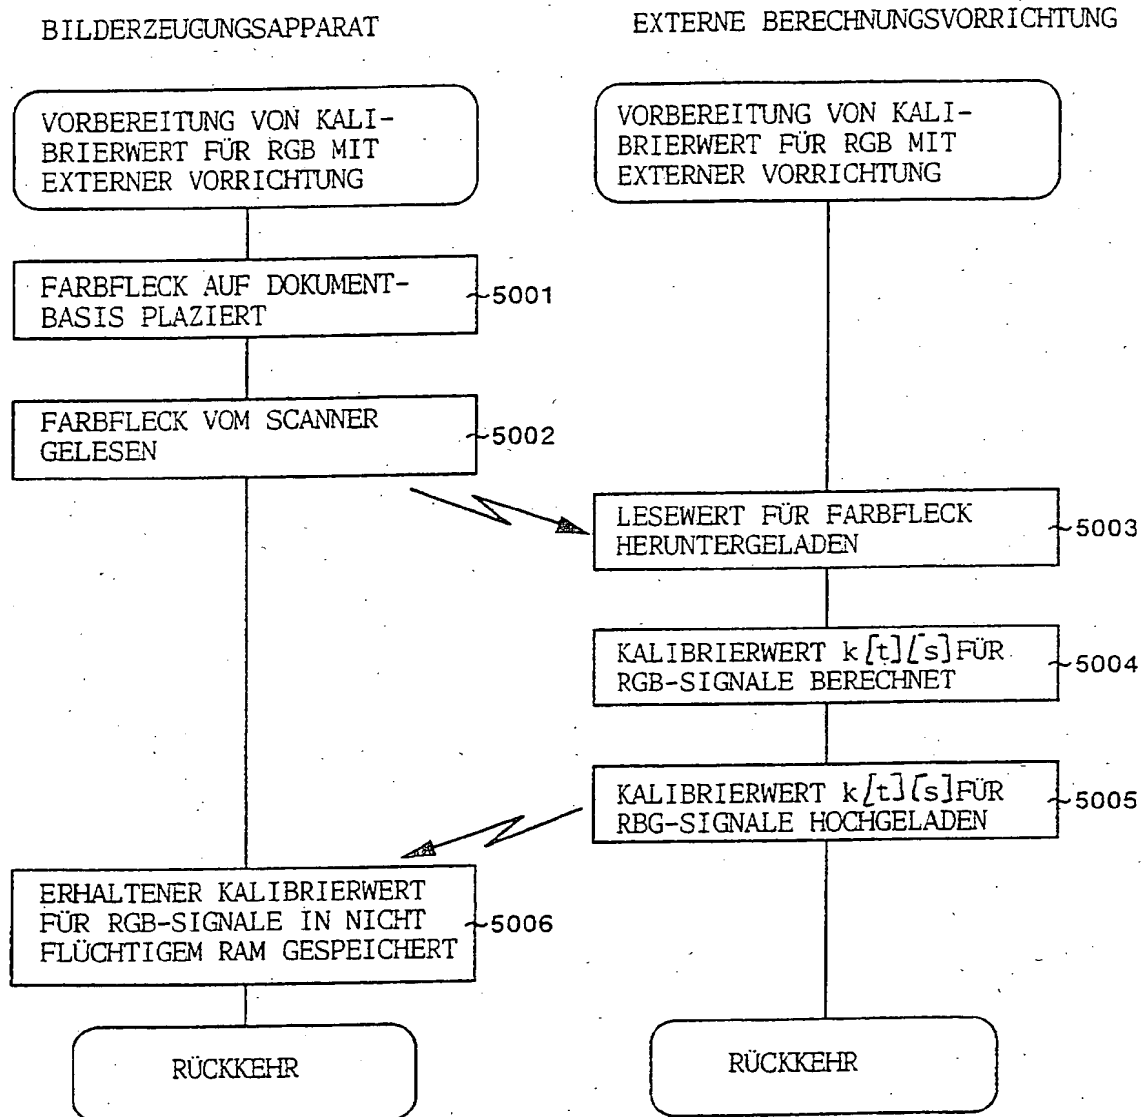 BILDERZEUGUNGSAPPARAT
EXTERNE BERECHNUNGSVORRICHTUNG
VORBEREITUNG VON KALI-
BRIERWERT FÜR RGB MIT
EXTERNER VORRICHTUNG
VORBEREITUNG VON KALI-
BRIERWERT FÜR RGB MIT
EXTERNER VORRICHTUNG
FARBFLECK AUF DOKUMENT-
BASIS PLAZIERT
5001
FARBFLECK VOM SCANNER
GELESEN
5002
LESEWERT FÜR FARBFLECK
HERUNTERGELADEN
5003
KALIBRIERWERT k[t][s]FÜR
RGB-SIGNALE BERECHNET
5004
KALIBRIERWERT k[t][s]FÜR
RBG-SIGNALE HOCHGELADEN
5005
ERHALTENER KALIBRIERWERT
FÜR RGB-SIGNALE IN NICHT
FLÜCHTIGEM RAM GESPEICHERT
5006
RÜCKKEHR
RÜCKKEHR